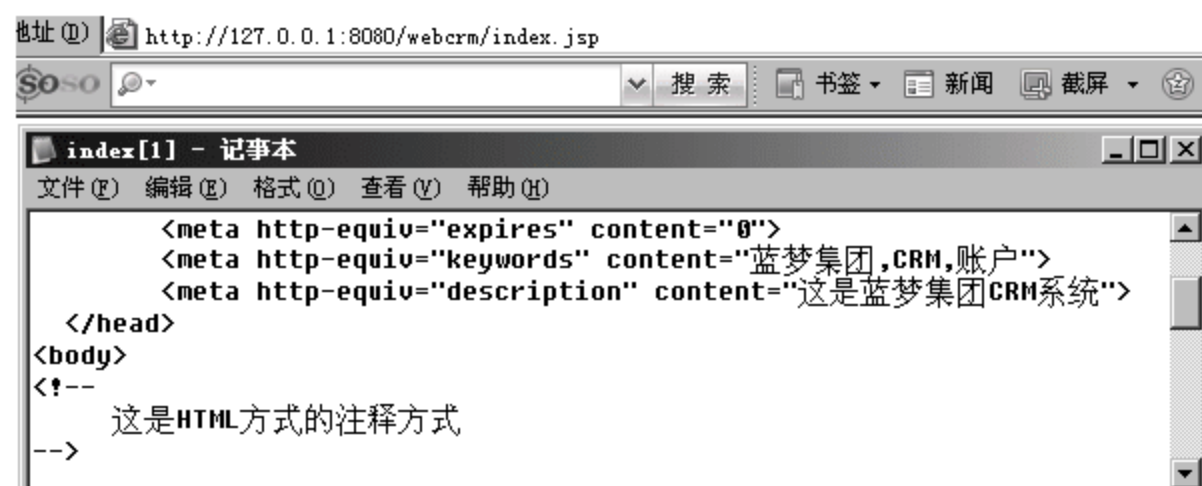 地址(D) http://127.0.0.1:8080/webcrm/index.jsp
Soso 搜索 书签 新闻 截屏
index[1] - 记事本
文件(F) 编辑(E) 格式(O) 查看(V) 帮助(H)
<meta http-equiv="expires" content="0">
<meta http-equiv="keywords" content="蓝梦集团,CRM,账户">
<meta http-equiv="description" content="这是蓝梦集团CRM系统">
</head>
<body>
<!--
这是HTML方式的注释方式
-->